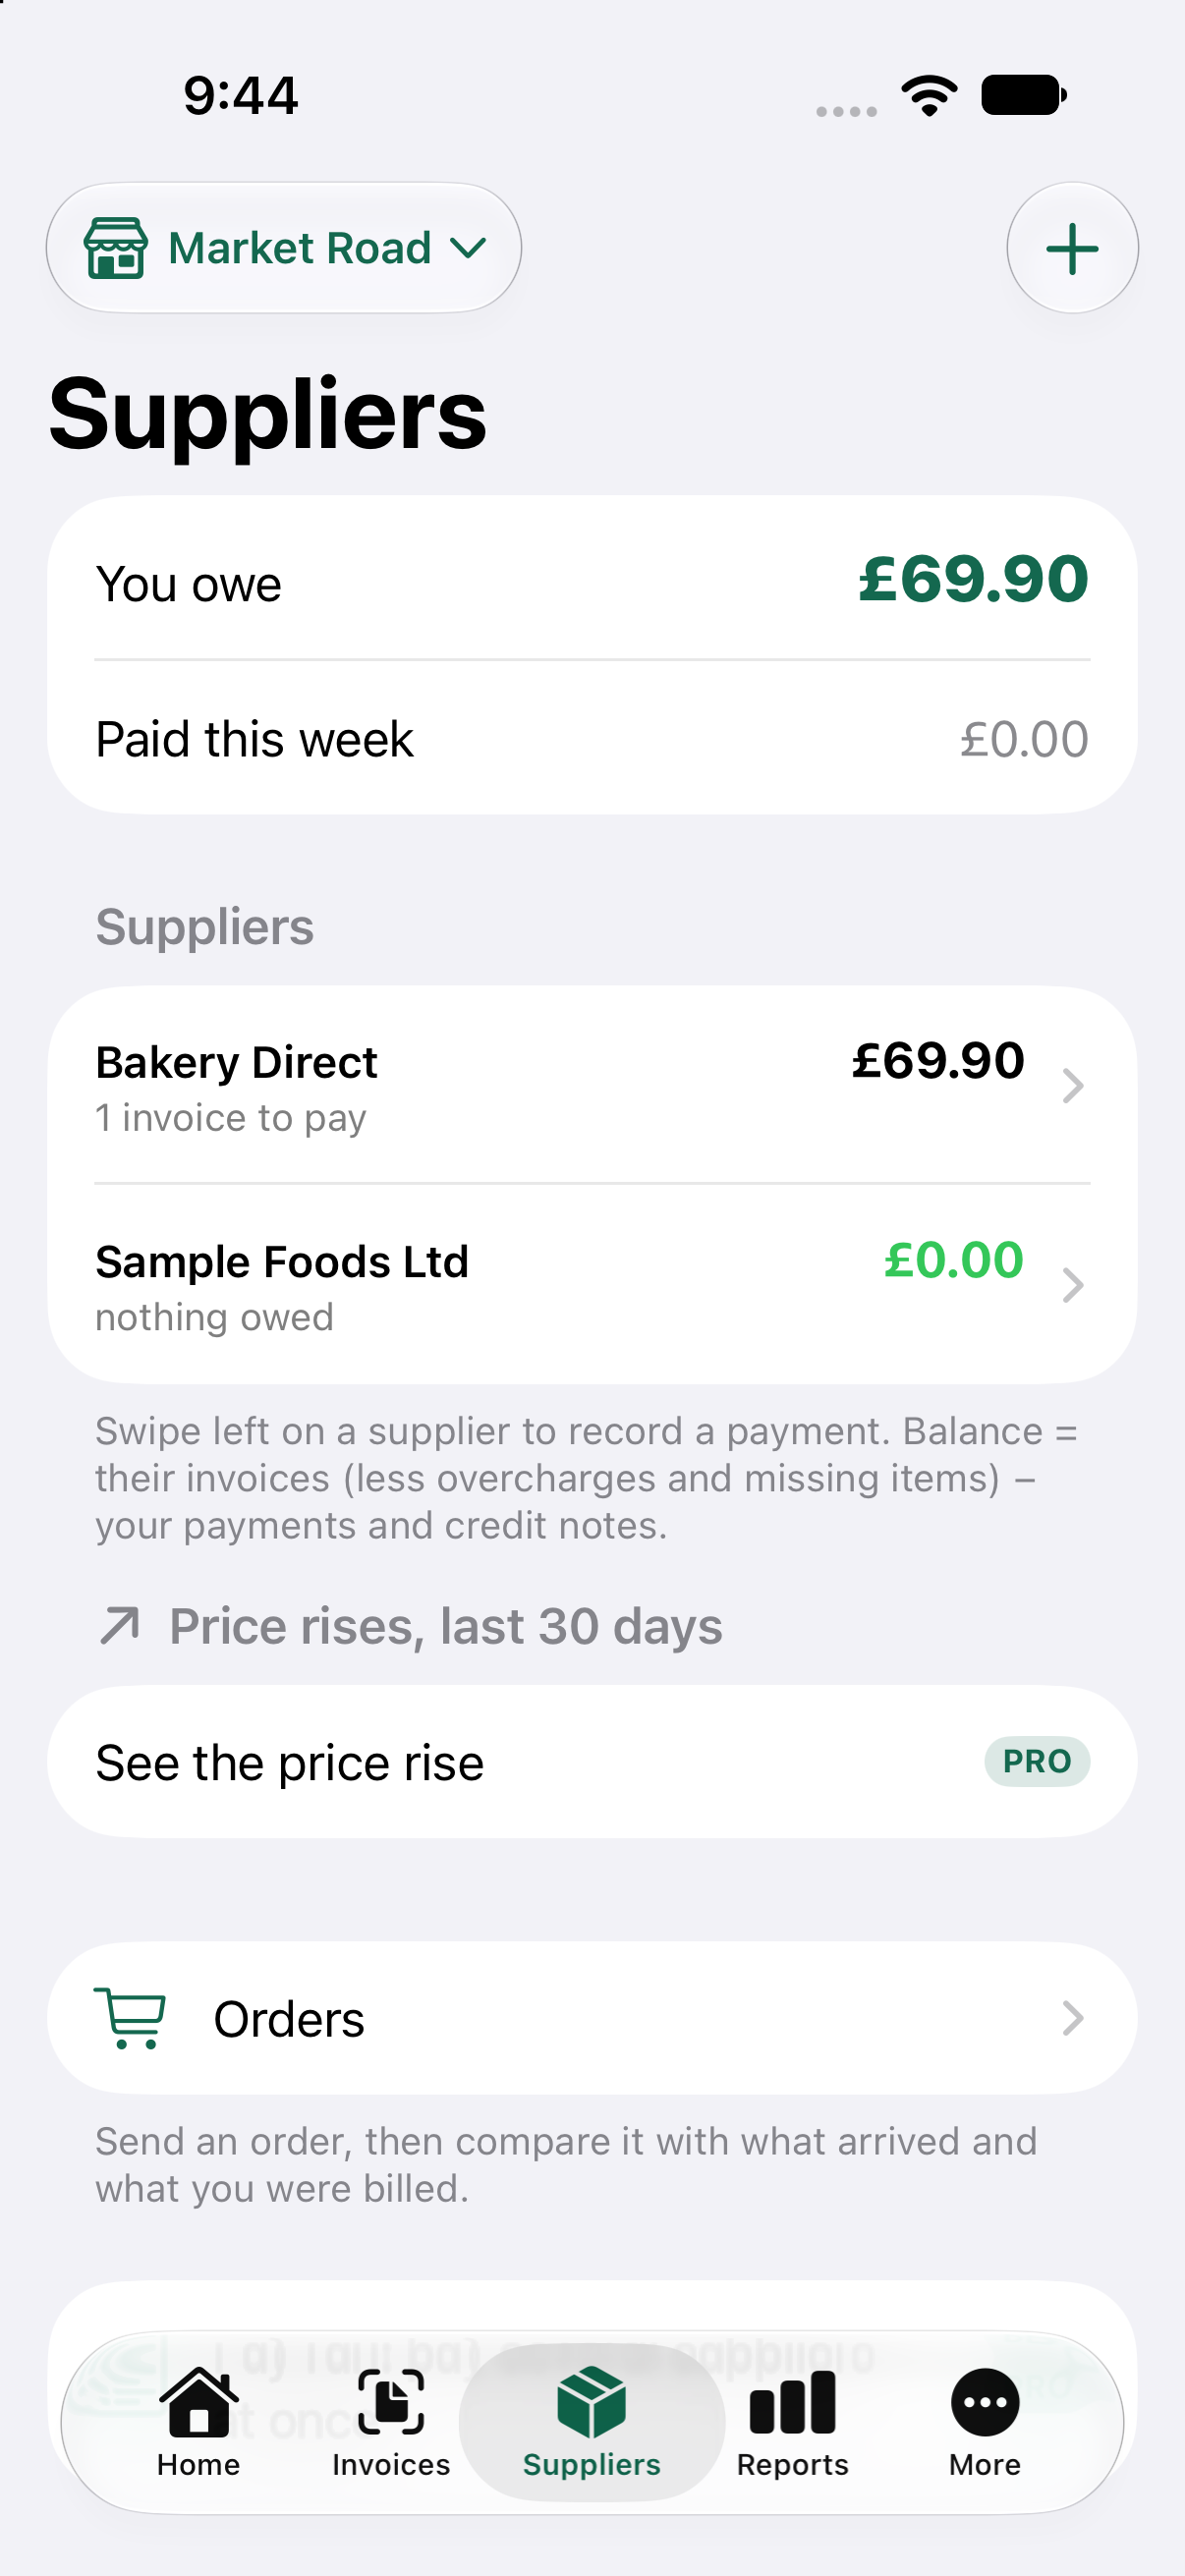 9:44
Market Road
Suppliers
You owe £69.90
Paid this week £0.00
Suppliers
Bakery Direct £69.90
1 invoice to pay
Sample Foods Ltd £0.00
nothing owed
Swipe left on a supplier to record a payment. Balance =
their invoices (less overcharges and missing items) –
your payments and credit notes.
Price rises, last 30 days
See the price rise PRO
Orders
Send an order, then compare it with what arrived and
what you were billed.
at once
Home Invoices Suppliers Reports More